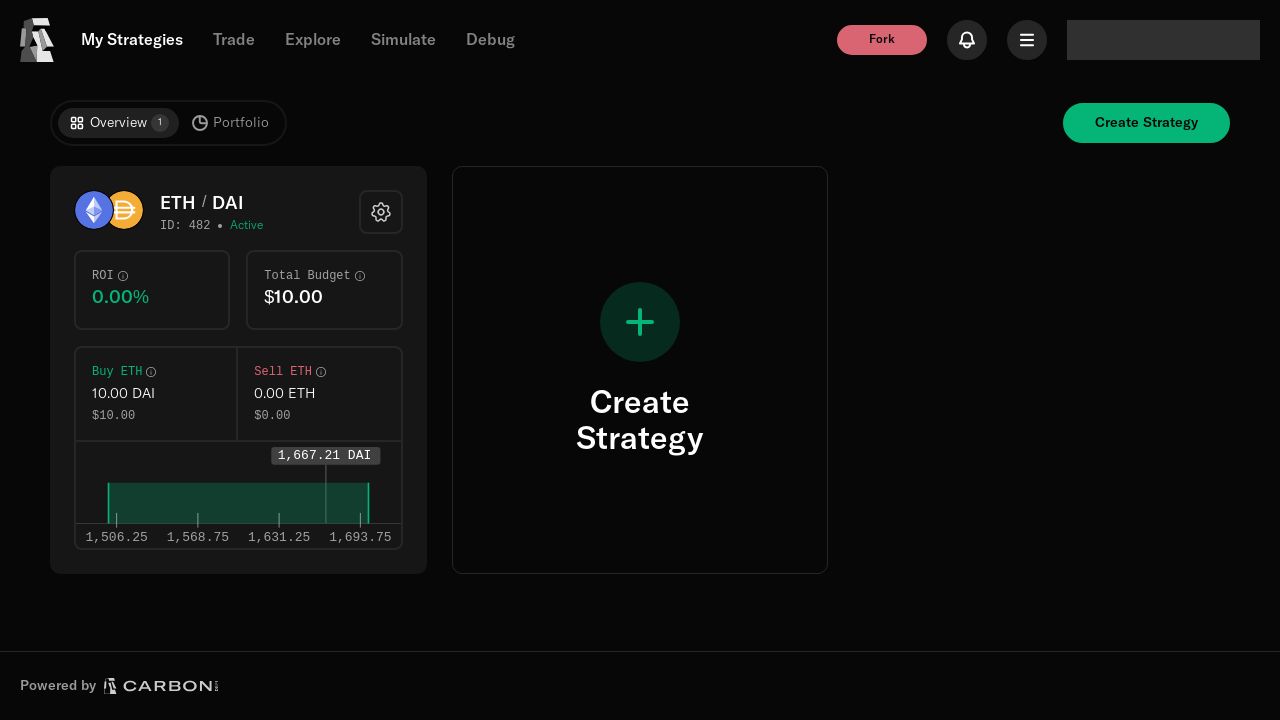 My Strategies Trade Explore Simulate Debug Fork
Overview 1 Portfolio Create Strategy
ETH / DAI
ID: 482 • Active
ROI Total Budget
0.00% $10.00
Buy ETH Sell ETH
10.00 DAI 0.00 ETH
$10.00 $0.00
1,667.21 DAI
1,506.25 1,568.75 1,631.25 1,693.75
Create
Strategy
Powered by CARBON